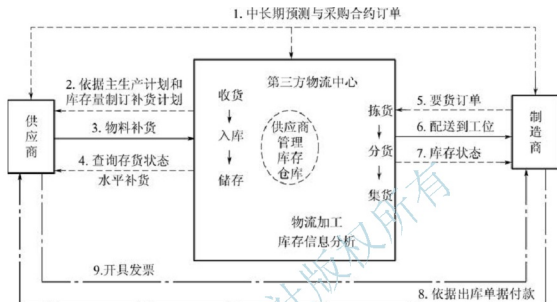 1. 中长期预测与采购合约订单
2. 依据主生产计划和
库存量制订补货计划
3. 物料补货
4. 查询存货状态
水平补货
供应商
收货
入库
储存
第三方物流中心
供应商
管理
库存
仓库
拣货
分货
集货
物流加工
库存信息分析
5. 要货订单
6. 配送到工位
7. 库存状态
制造商
9.开具发票
8. 依据出库单据付款
版权所有